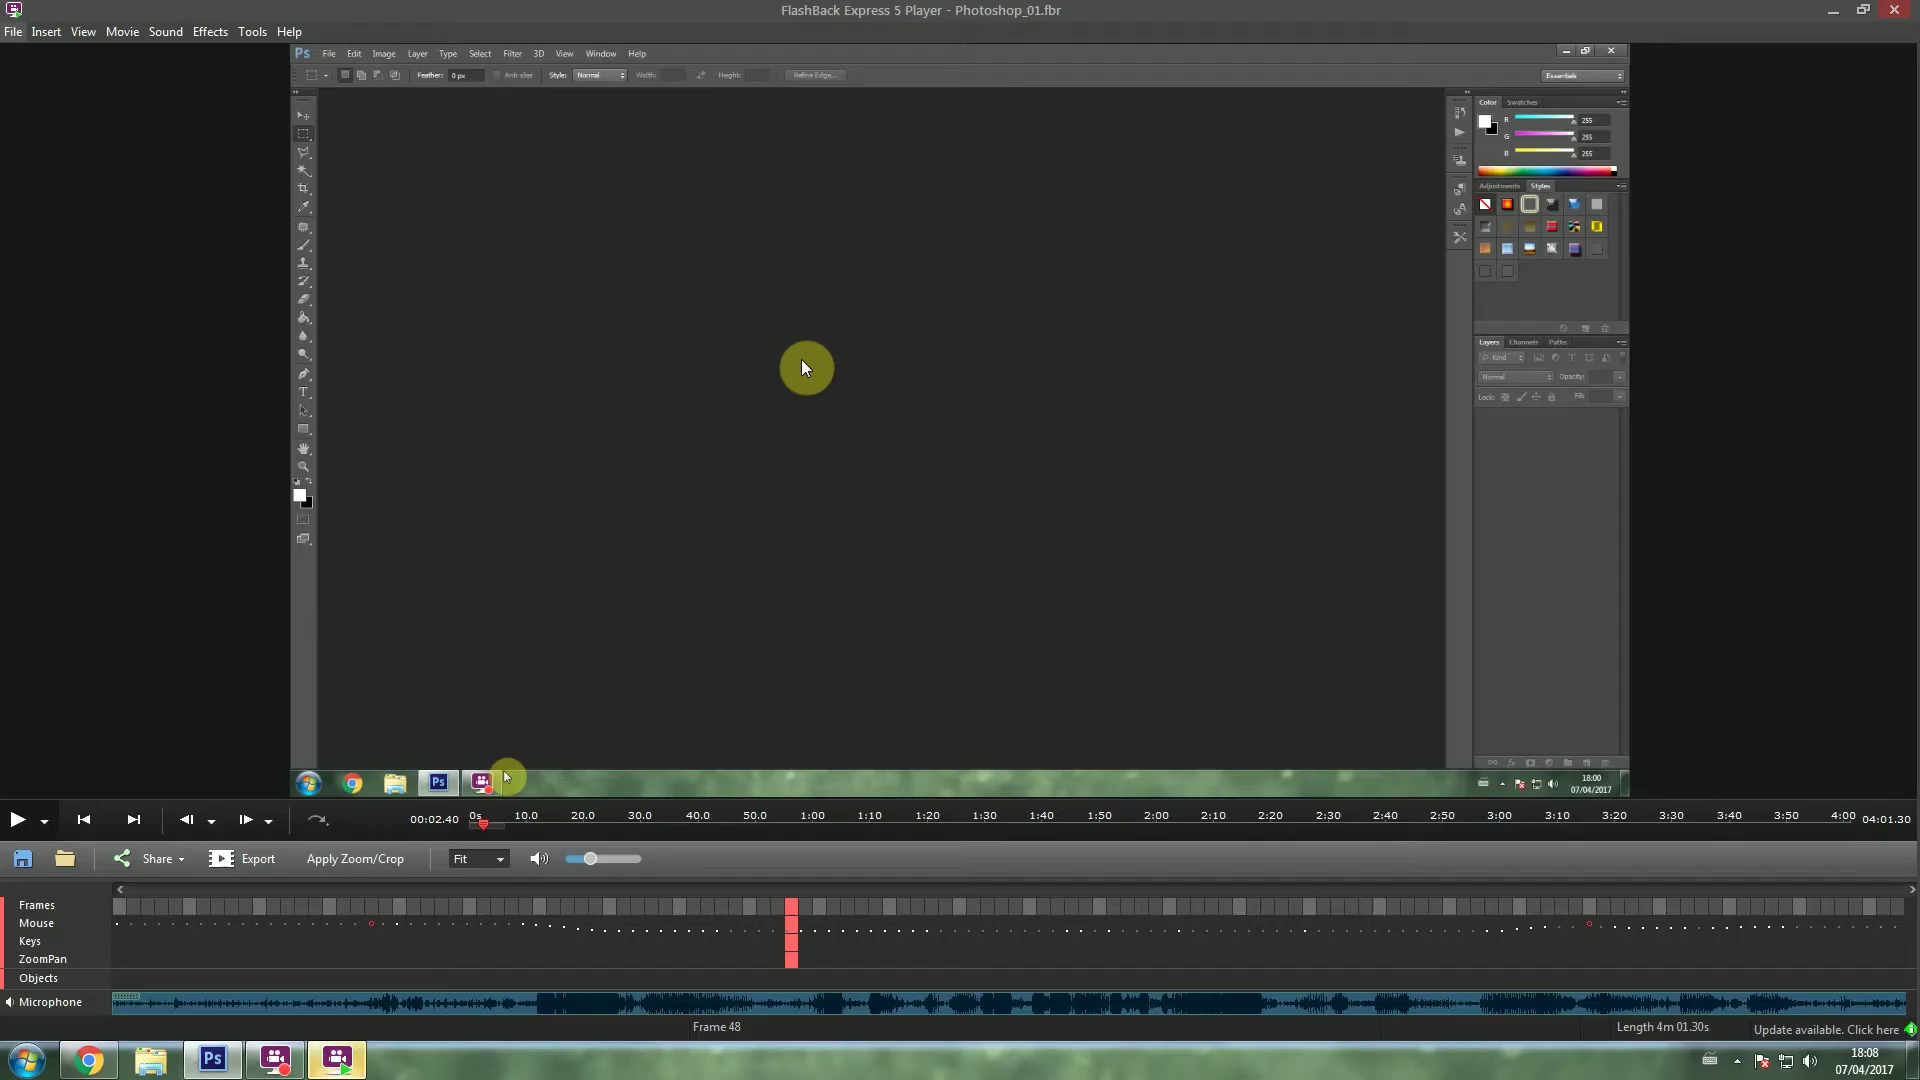 FlashBack Express 5 Player - Photoshop_01.fbr
File Insert View Movie Sound Effects Tools Help
Ps File Edit Image Layer Type Select Filter 3D View Window Help
Feather: 0 px Anti-alias Style: Normal Width: Height: Refine Edge... Essentials
Color Swatches
R 255
G 255
B 255
Adjustments Styles
Layers Channels Paths
Kind
Normal Opacity:
Lock: Fill:
Ps
18:00
07/04/2017
00:02.40 0s 10.0 20.0 30.0 40.0 50.0 1:00 1:10 1:20 1:30 1:40 1:50 2:00 2:10 2:20 2:30 2:40 2:50 3:00 3:10 3:20 3:30 3:40 3:50 4:00 04:01.30
Share Export Apply Zoom/Crop Fit
Frames
Mouse
Keys
ZoomPan
Objects
Microphone
Frame 48 Length 4m 01.30s Update available. Click here
Ps
18:08
07/04/2017